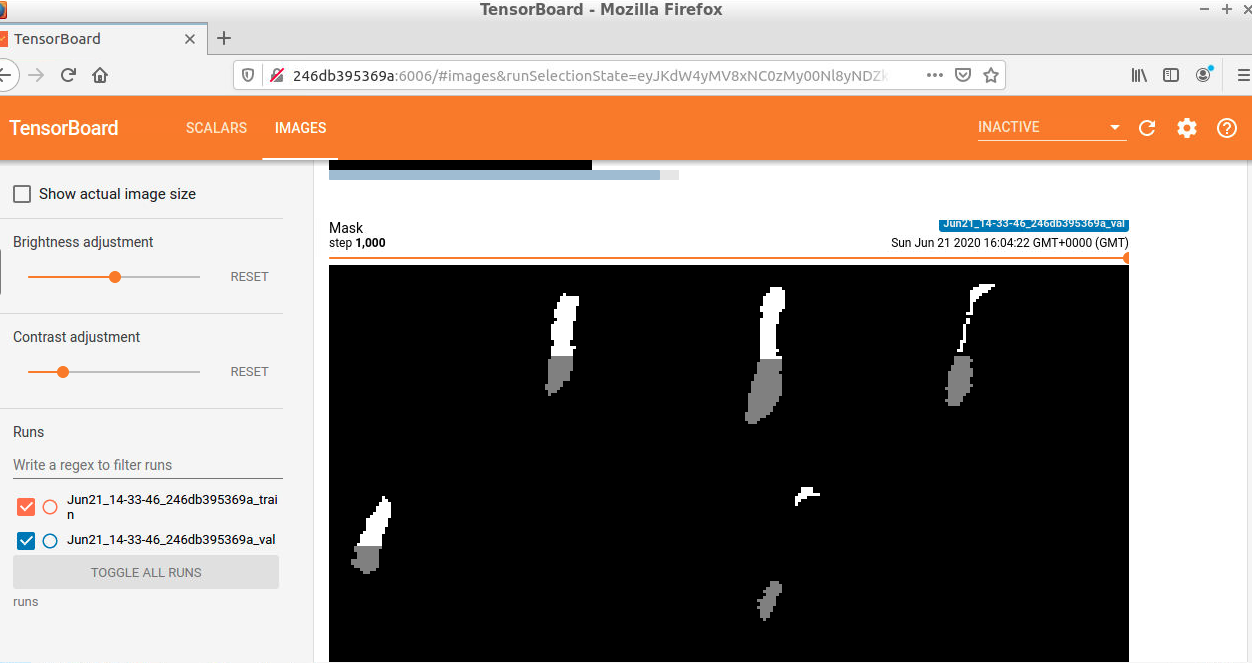 TensorBoard - Mozilla Firefox
TensorBoard
246db395369a:6006/#images&runSelectionState=eyJKdW4yMV8xNC0zMy00Nl8yNDZk
TensorBoard
SCALARS
IMAGES
INACTIVE
Show actual image size
Brightness adjustment
RESET
Contrast adjustment
RESET
Runs
Write a regex to filter runs
Jun21_14-33-46_246db395369a_trai
n
Jun21_14-33-46_246db395369a_val
TOGGLE ALL RUNS
runs
Mask
Jun21_14-33-46_246db395369a_val
step 1,000
Sun Jun 21 2020 16:04:22 GMT+0000 (GMT)